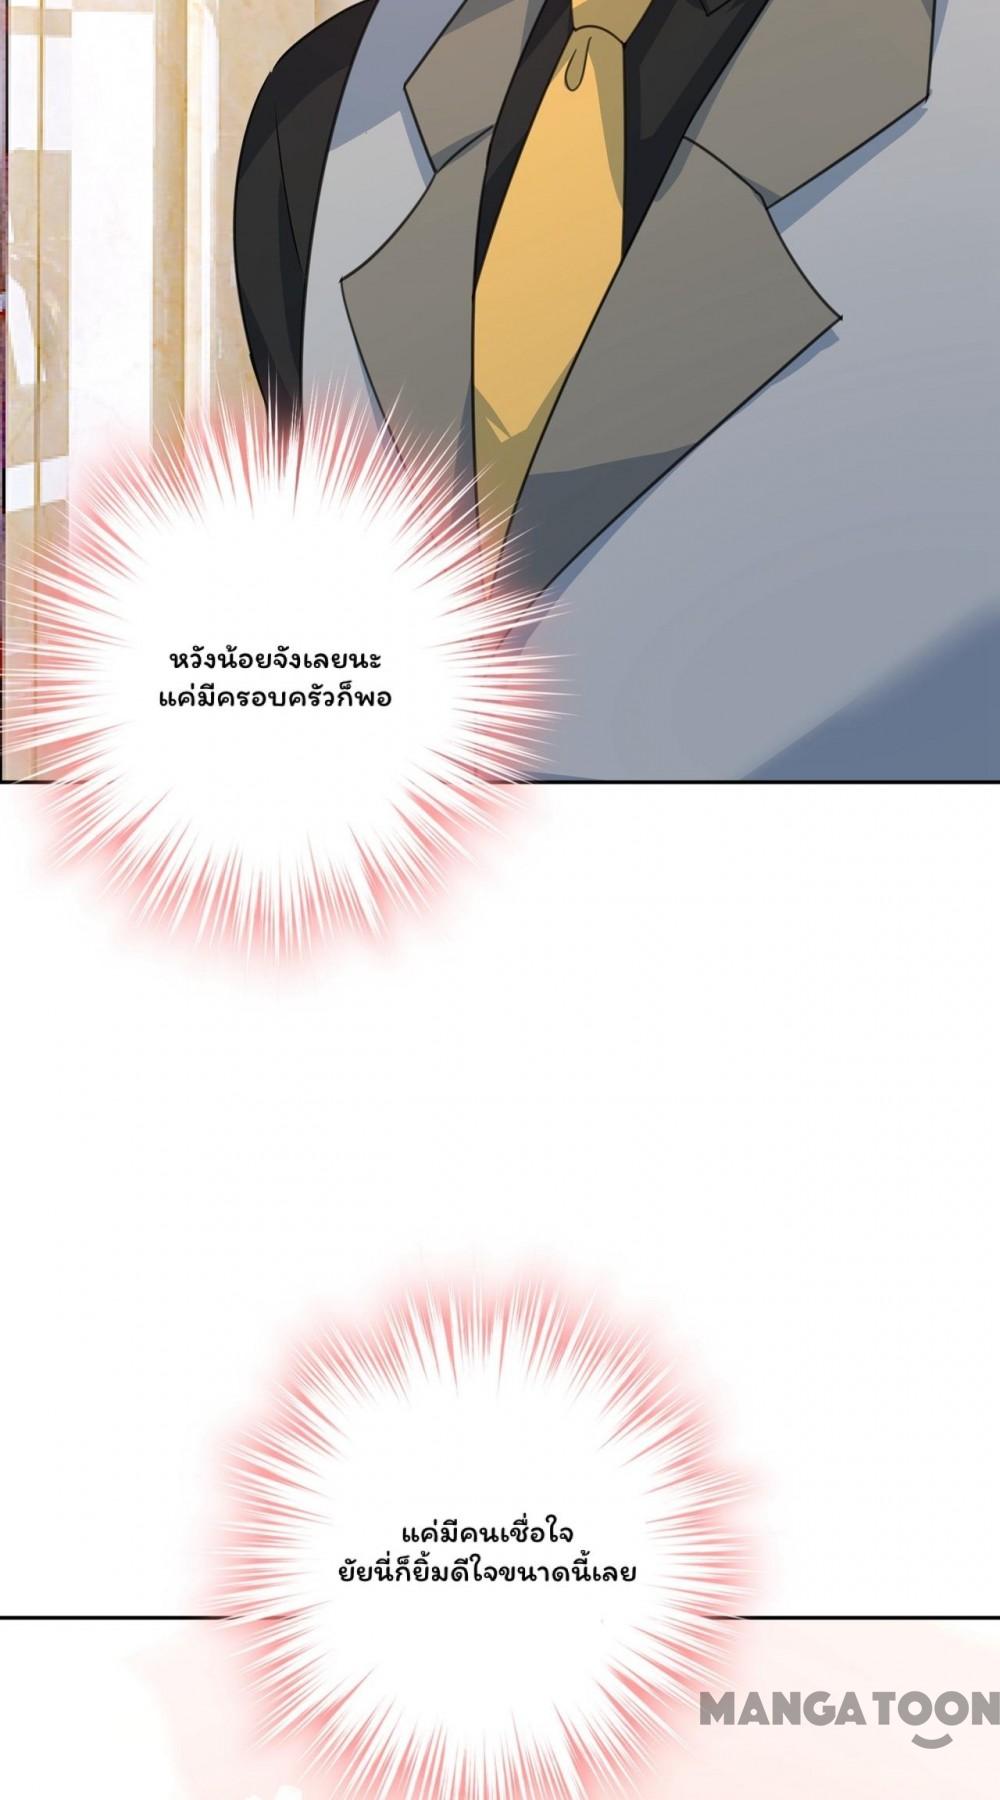 หวังน้อยจังเลยนะ
แค่มีครอบครัวก็พอ
แค่มีคนเชื่อใจ
ยัยนี่ก็ยิ้มดีใจขนาดนี้เลย
MANGATOON